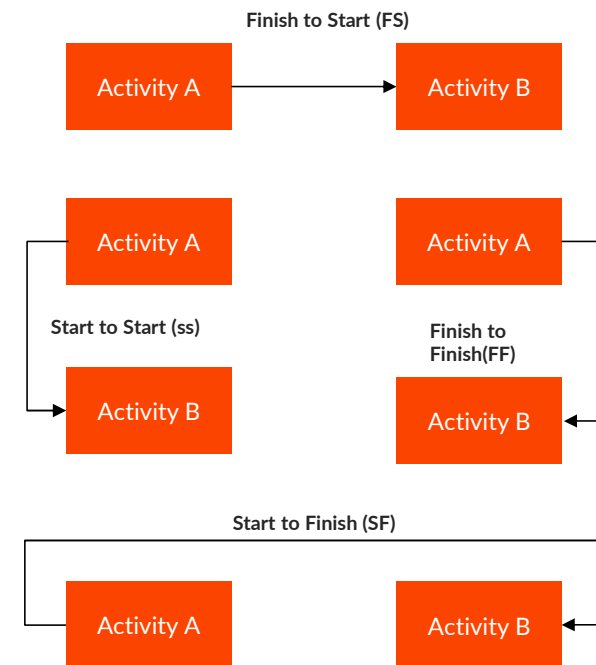 Finish to Start (FS)
Activity A
Activity B
Activity A
Activity A
Start to Start (ss)
Finish to
Finish(FF)
Activity B
Activity B
Start to Finish (SF)
Activity A
Activity B